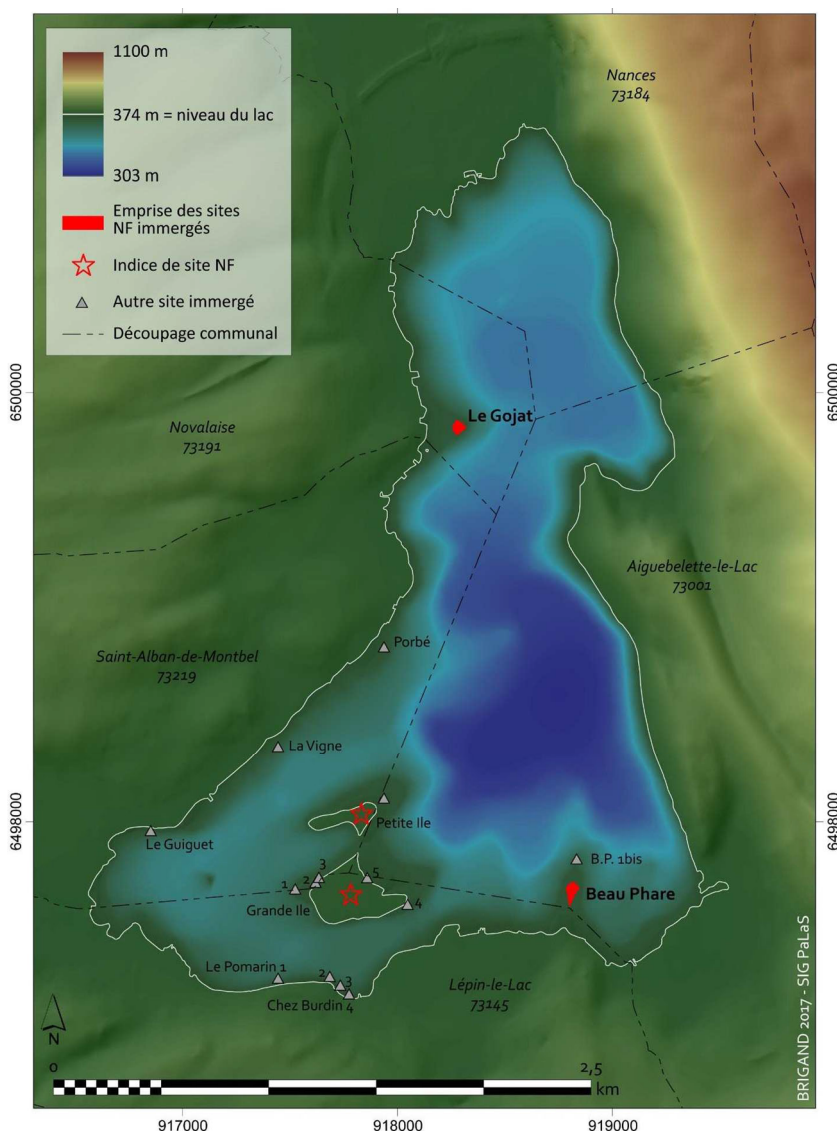 1100 m
374 m = niveau du lac
303 m
Emprise des sites
NF immergés
Indice de site NF
Autre site immergé
Découpage communal
Nances
73184
6500000
6500000
Le Gojat
Novalaise
73191
Aiguebelette-le-Lac
73001
Saint-Alban-de-Montbel
73219
Porbé
La Vigne
6498000
6498000
Petite Ile
Le Guiguet
B.P. 1bis
1
2
3
5
4
Grande Ile
Beau Phare
Le Pomarin 1
2
3
Chez Burdin 4
Lépin-le-Lac
73145
N
0
2,5
km
BRIGAND 2017 - SIG PaLaS
917000
918000
919000